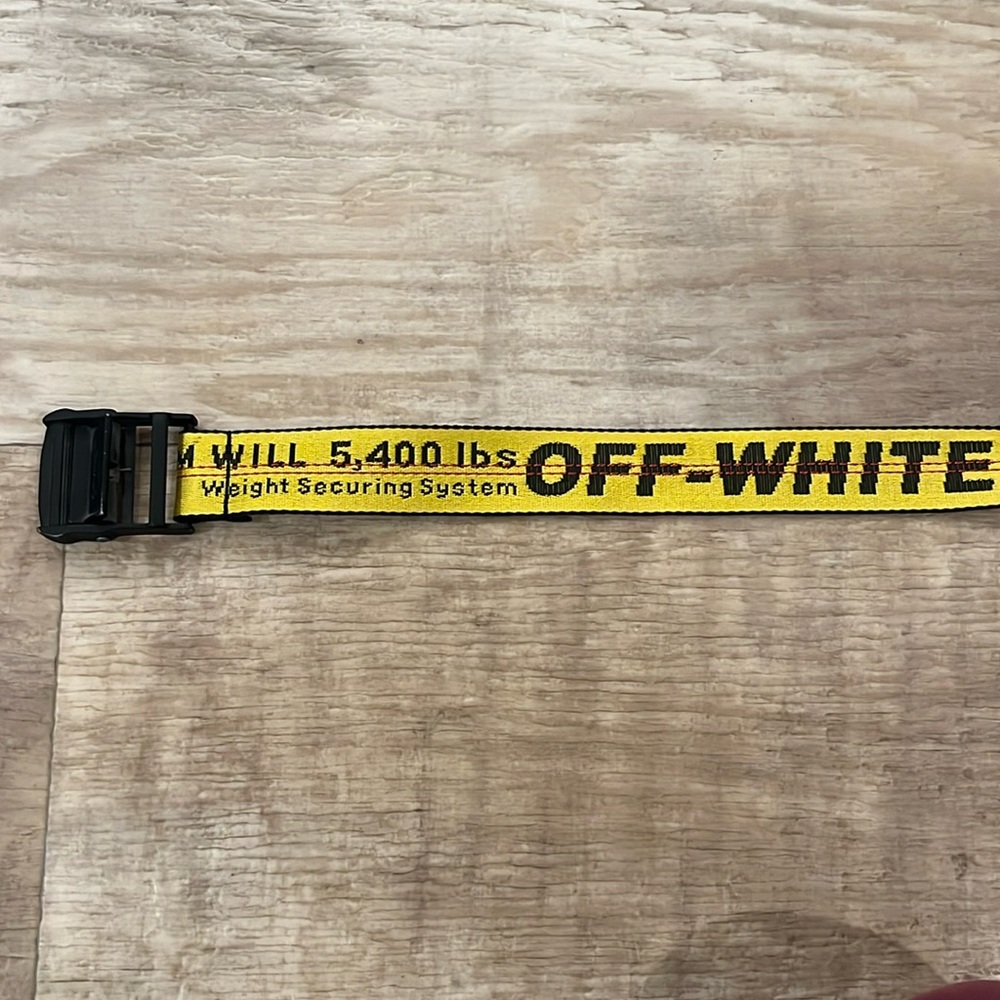 M WILL 5,400 lbs
Weight Securing System
OFF-WHITE